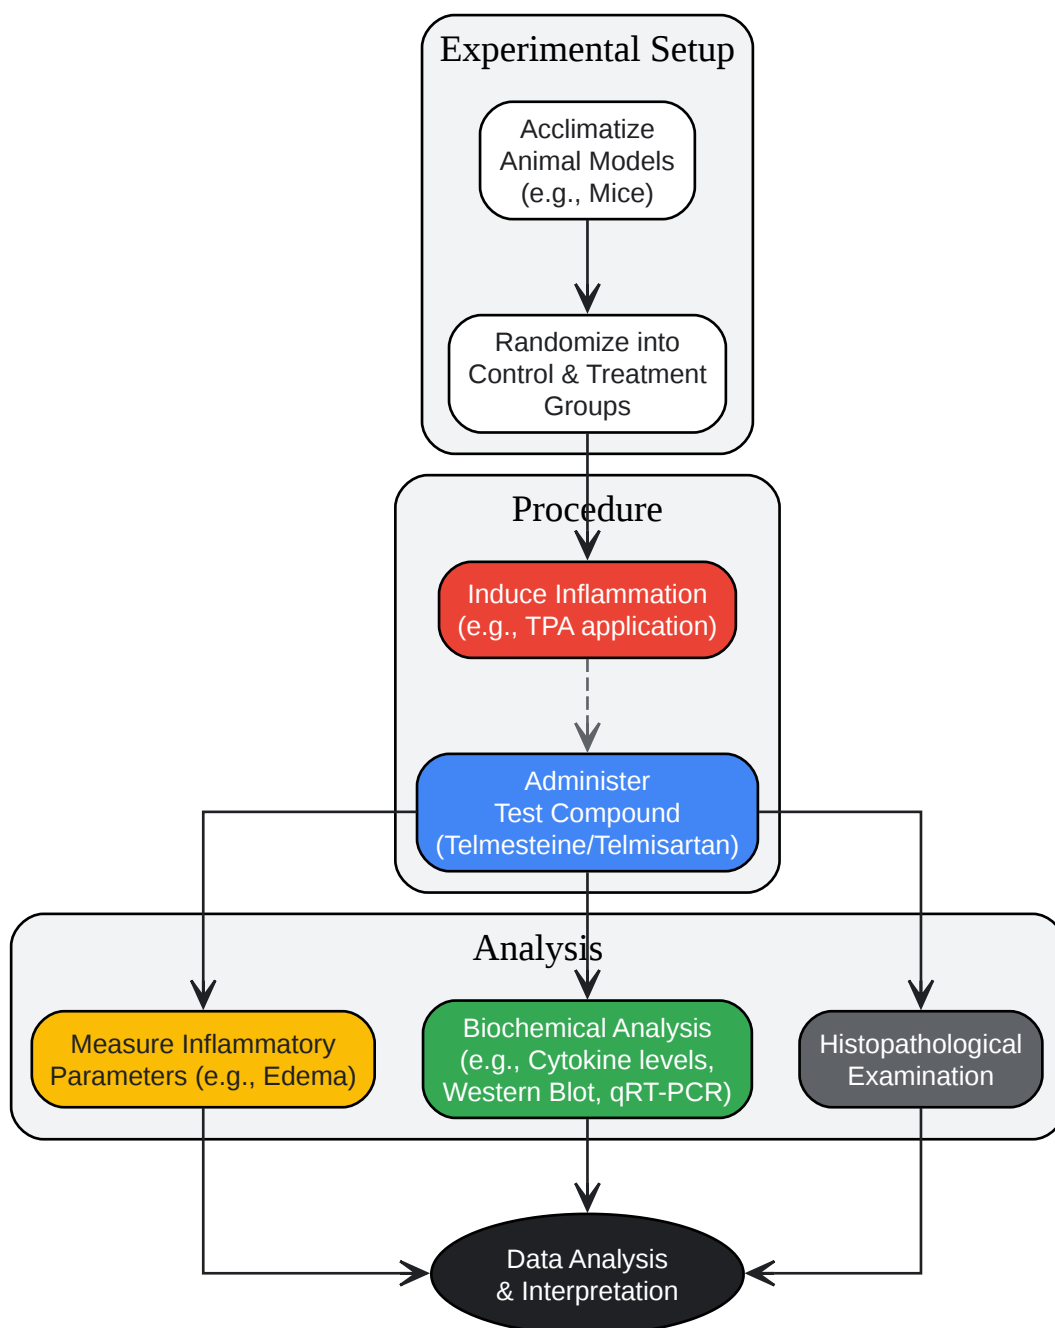 Experimental Setup
Acclimatize
Animal Models
(e.g., Mice)
Randomize into
Control & Treatment
Groups
Procedure
Induce Inflammation
(e.g., TPA application)
Administer
Test Compound
(Telmesteine/Telmisartan)
Analysis
Measure Inflammatory
Parameters (e.g., Edema)
Biochemical Analysis
(e.g., Cytokine levels,
Western Blot, qRT-PCR)
Histopathological
Examination
Data Analysis
& Interpretation